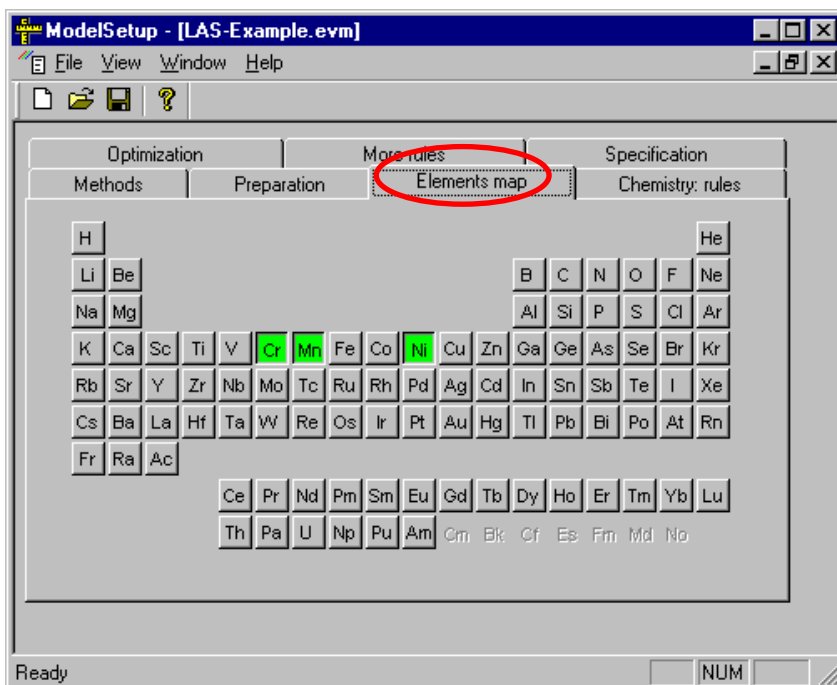 ModelSetup - [LAS-Example.evm]
File View Window Help
Optimization More rules Specification
Methods Preparation Elements map Chemistry: rules
H He
Li Be B C N O F Ne
Na Mg Al Si P S Cl Ar
K Ca Sc Ti V Cr Mn Fe Co Ni Cu Zn Ga Ge As Se Br Kr
Rb Sr Y Zr Nb Mo Tc Ru Rh Pd Ag Cd In Sn Sb Te I Xe
Cs Ba La Hf Ta W Re Os Ir Pt Au Hg Tl Pb Bi Po At Rn
Fr Ra Ac
Ce Pr Nd Pm Sm Eu Gd Tb Dy Ho Er Tm Yb Lu
Th Pa U Np Pu Am Cm Bk Cf Es Fm Md No
Ready NUM